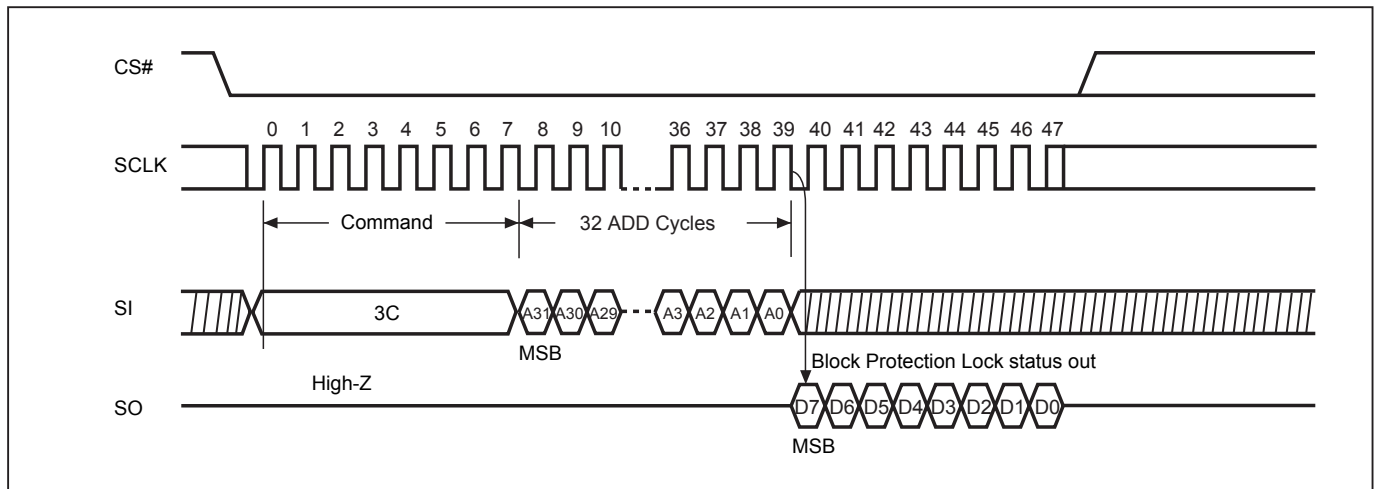 CS#
0 1 2 3 4 5 6 7 8 9 10 36 37 38 39 40 41 42 43 44 45 46 47
SCLK
Command 32 ADD Cycles
SI 3C A31 A30 A29 A3 A2 A1 A0
MSB
Block Protection Lock status out
High-Z
SO D7 D6 D5 D4 D3 D2 D1 D0
MSB